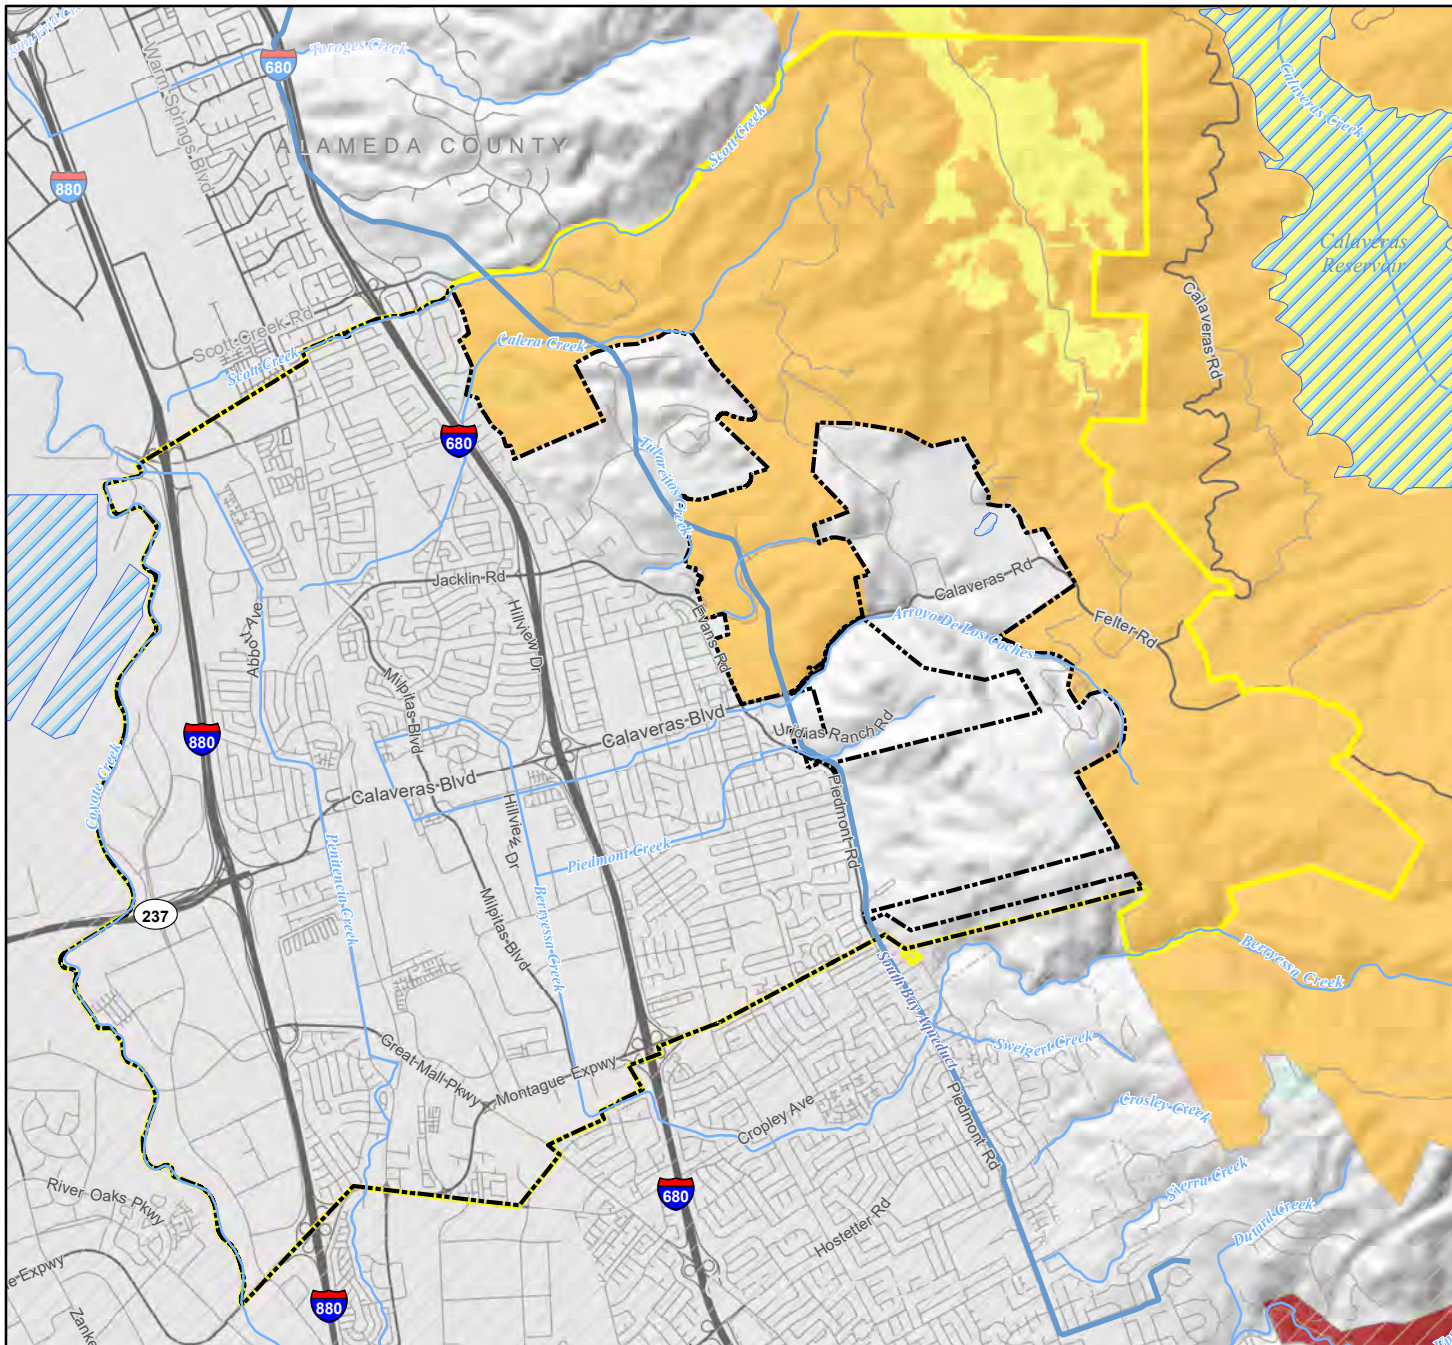 680
Toroges Creek
Warm Springs Blvd
ALAMEDA COUNTY
Scott Creek
Calaveras Creek
880
Calaveras
Reservoir
Calaveras Rd
Scott Creek Rd
Scott Creek
Calera Creek
680
Tularcitos Creek
Jacklin Rd
Hillview Dr
Evans Rd
Calaveras Rd
Arroyo De Los Coches
Felter Rd
Abbott Ave
Milpitas Blvd
Calaveras Blvd
Uridias Ranch Rd
880
Coyote Creek
Calaveras Blvd
Hillview Dr
Piedmont Creek
Piedmont Rd
Penitencia Creek
Milpitas Blvd
Berryessa Creek
237
South Bay Aqueduct
Berryessa Creek
Great Mall Pkwy
Montague Expwy
Sweigert Creek
Cropley Ave
Piedmont Rd
Crosley Creek
River Oaks Pkwy
680
Sierra Creek
Hostetter Rd
Dutard Creek
e Expwy
880
Zanke